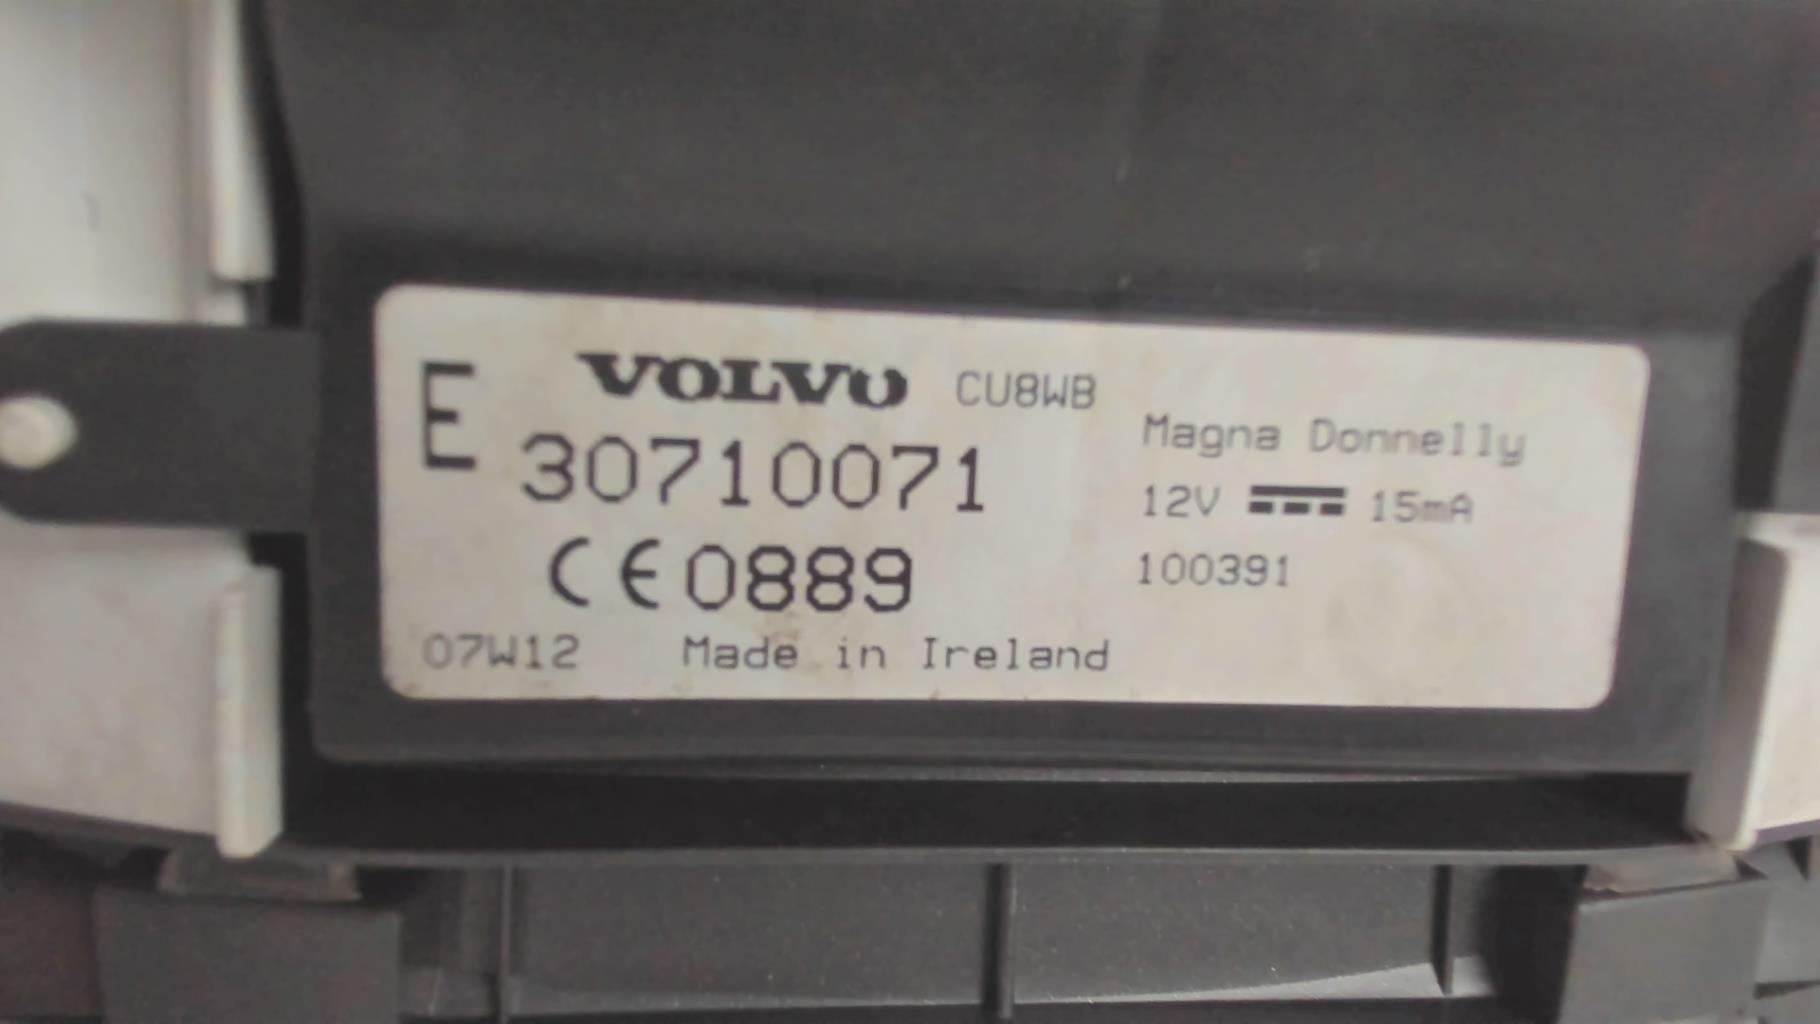 E VOLVO CU8WB
30710071
CE0889
07W12 Made in Ireland
Magna Donnelly
12V ⎓ 15mA
100391